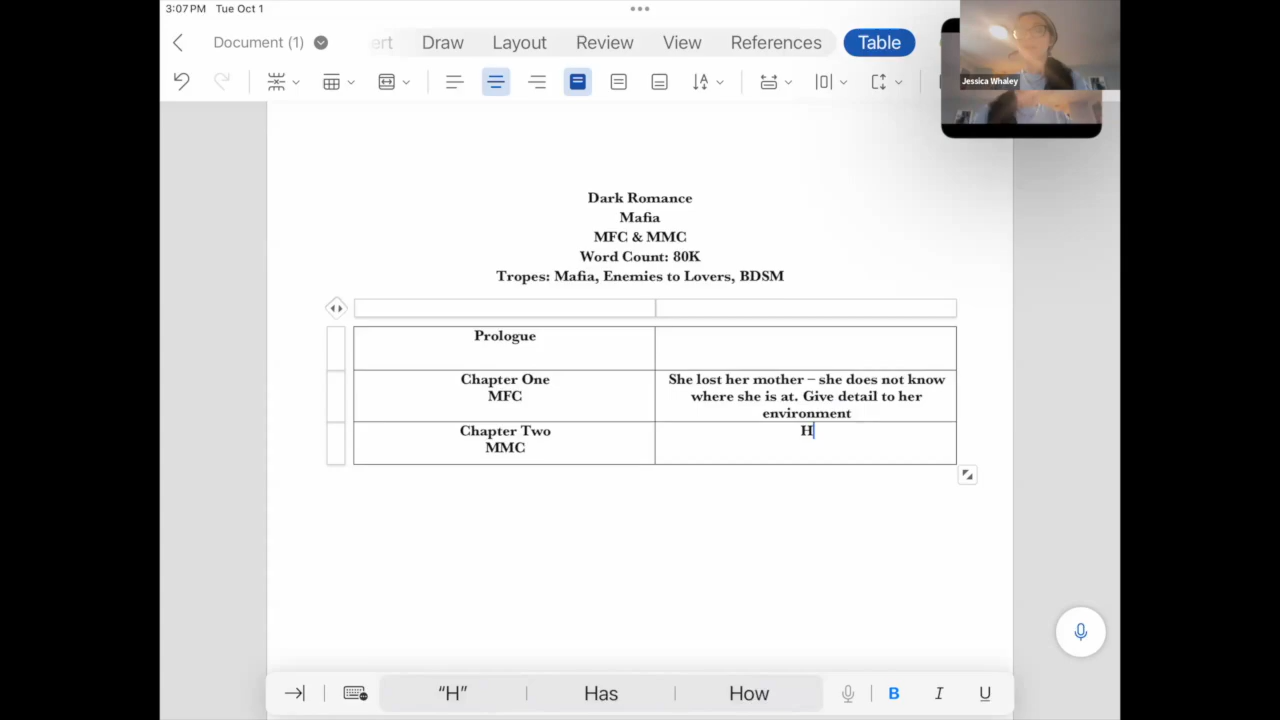 3:07 PM Tue Oct 1
Document (1) ert Draw Layout Review View References Table
Jessica Whaley
Dark Romance
Mafia
MFC & MMC
Word Count: 80K
Tropes: Mafia, Enemies to Lovers, BDSM
Prologue
Chapter One
MFC
She lost her mother – she does not know
where she is at. Give detail to her
environment
Chapter Two
MMC
H
"H" Has How B I U